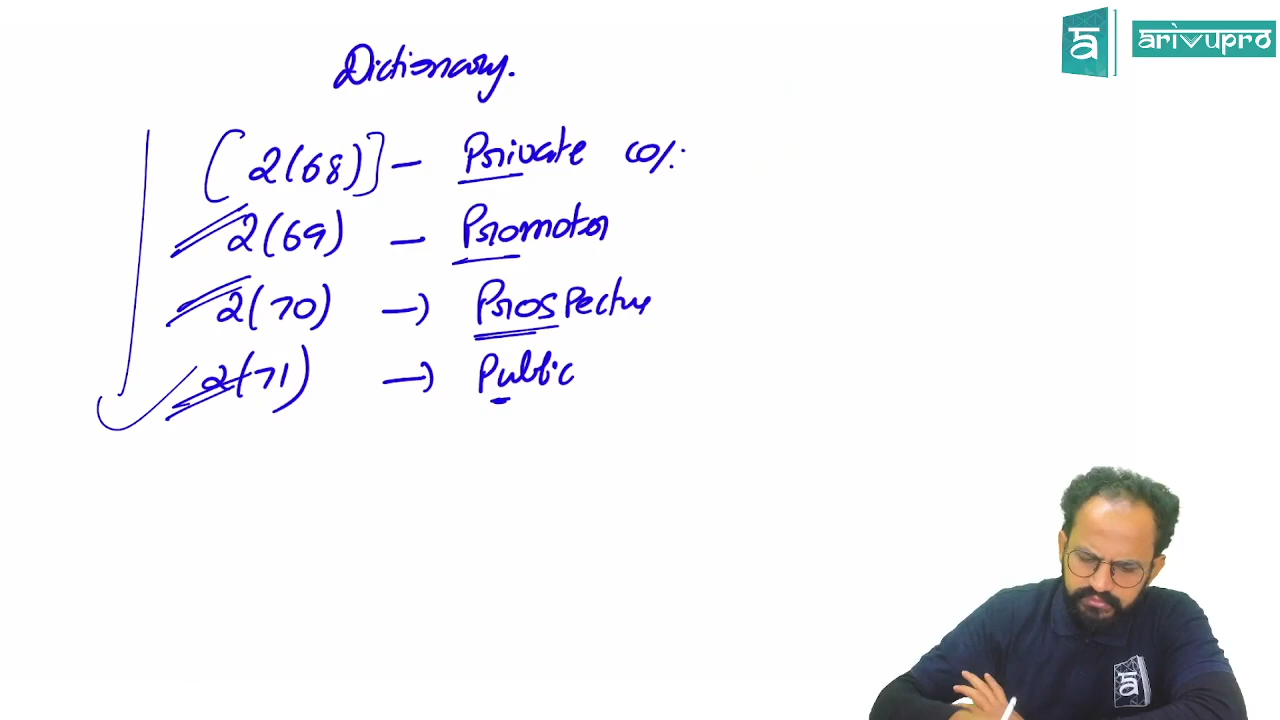 arivupro
Dictionary.
[2(68)] - Private co/:
2(69) - Promoter
2(70) → Prospectus
2(71) → Public